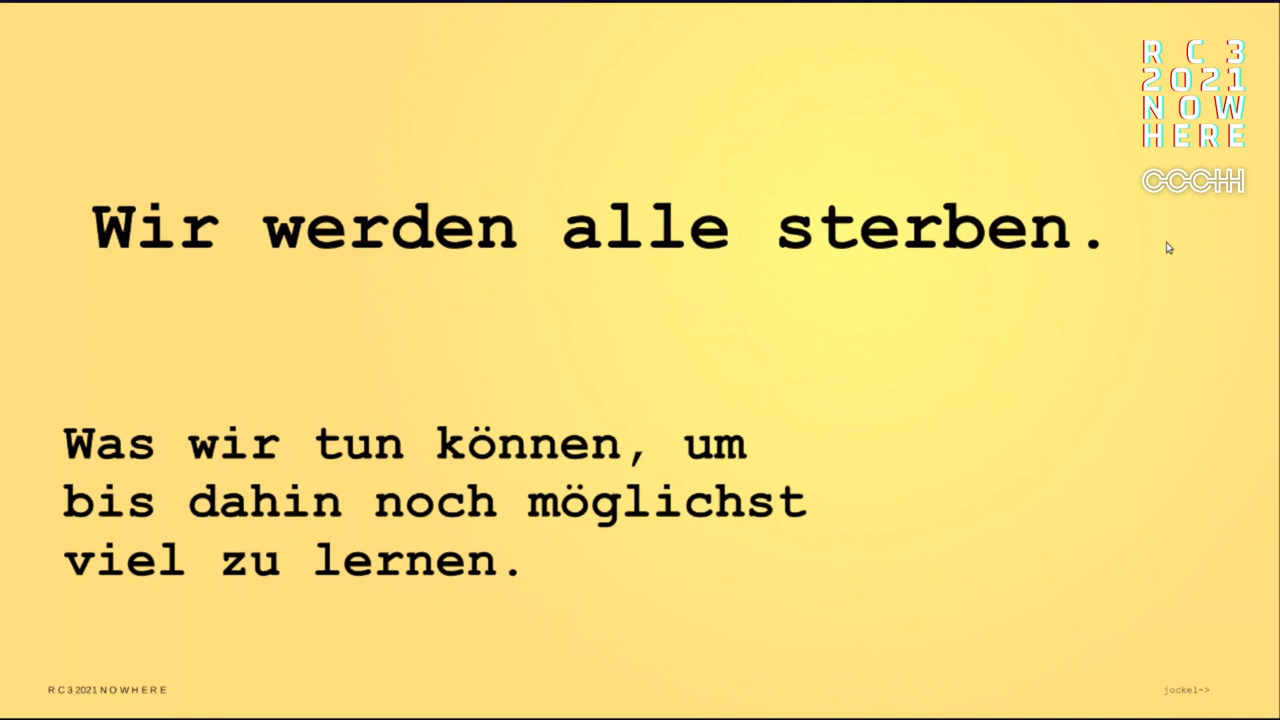 R C 3
2021
NOW
HERE
CCCHH
Wir werden alle sterben.
Was wir tun können, um
bis dahin noch möglichst
viel zu lernen.
RC3 2021 NOWHERE
jockel->